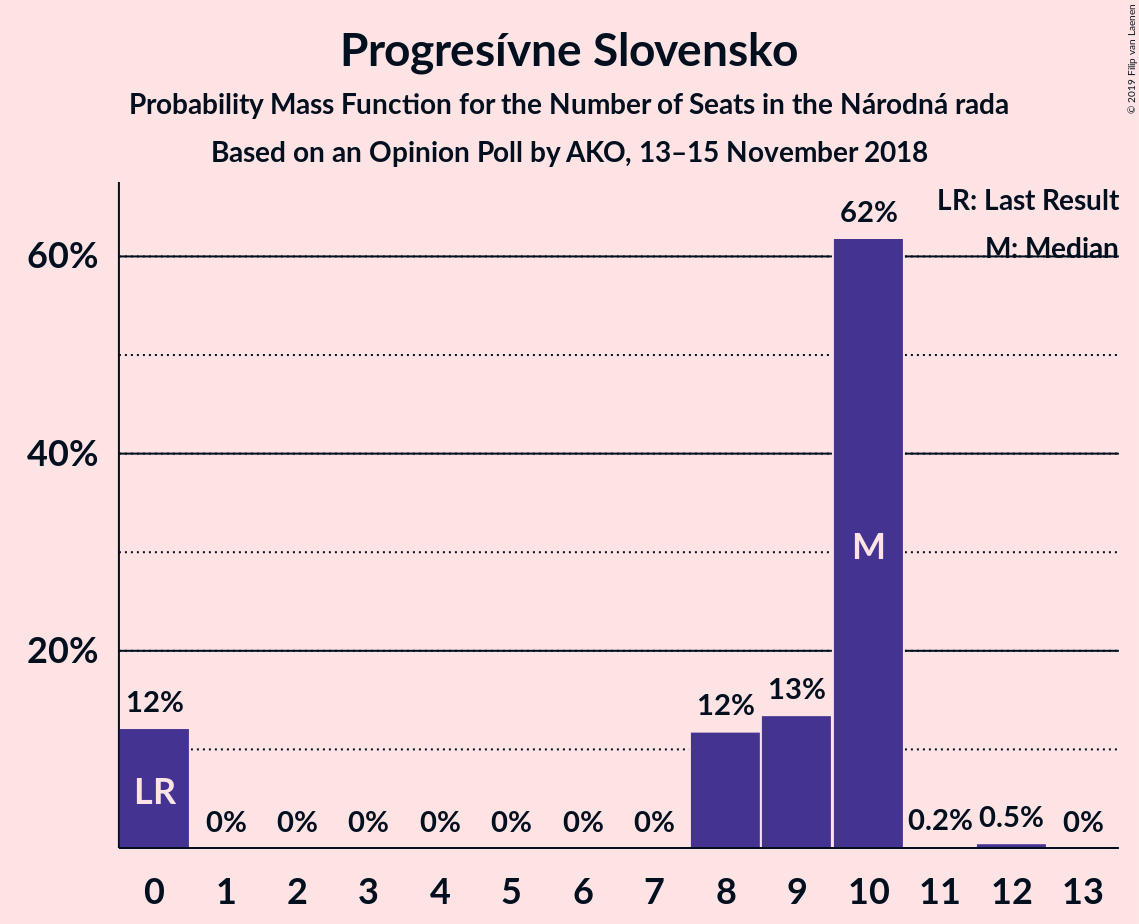 Progresívne Slovensko
Probability Mass Function for the Number of Seats in the Národná rada
Based on an Opinion Poll by AKO, 13–15 November 2018
© 2019 Filip van Laenen
LR: Last Result
M: Median
60%
40%
20%
12%
0%
0%
0%
0%
0%
0%
0%
12%
13%
62%
0.2%
0.5%
0%
LR
M
0 1 2 3 4 5 6 7 8 9 10 11 12 13